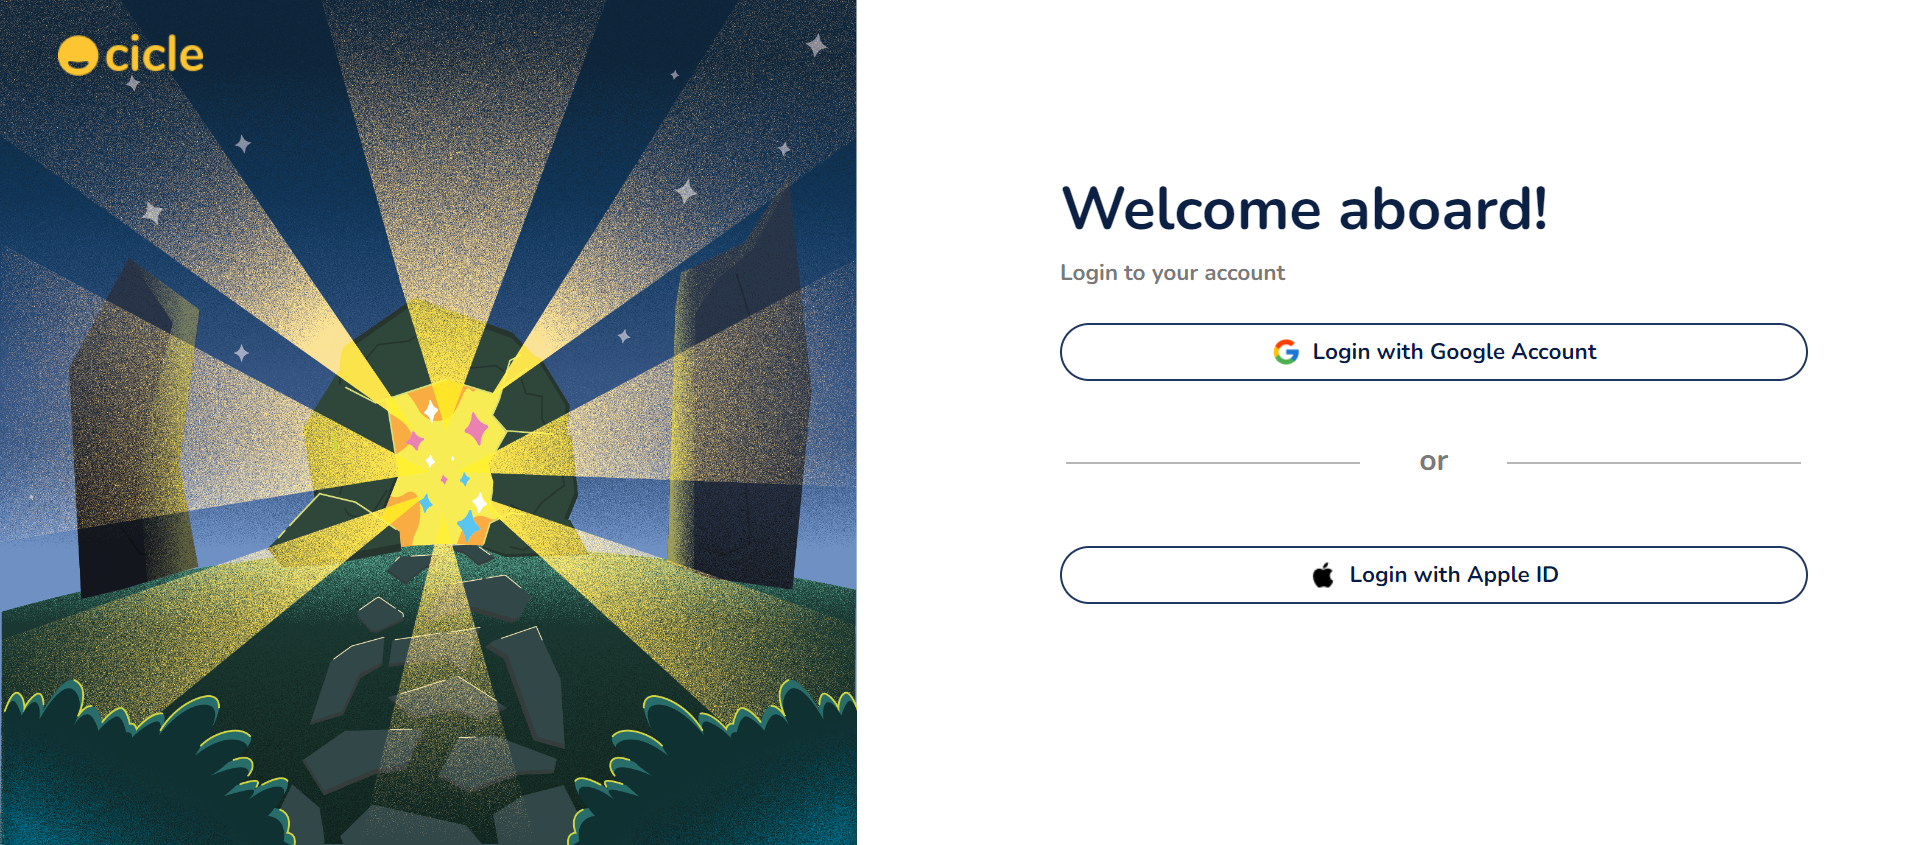 cicle
Welcome aboard!
Login to your account
Login with Google Account
or
Login with Apple ID